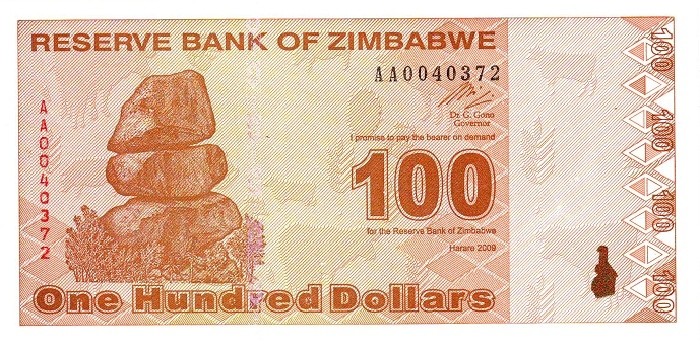 RESERVE BANK OF ZIMBABWE
AA0040372
Dr. G. Gono
Governor
I promise to pay the bearer on demand
100
for the Reserve Bank of Zimbabwe
Harare 2009
One Hundred Dollars
AA0040372
100
100
100
100